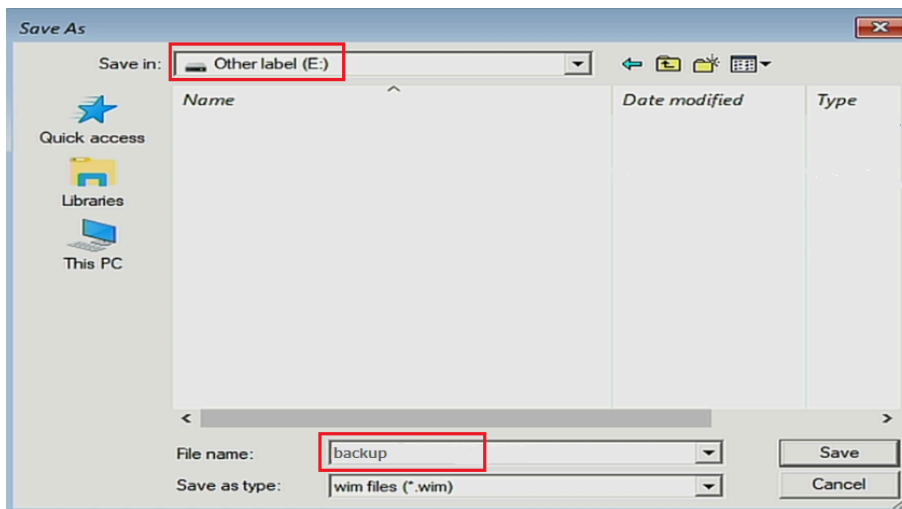 Save As
Save in:
Other label (E:)
Name
Date modified
Type
Quick access
Libraries
This PC
File name:
backup
Save
Save as type:
wim files (*.wim)
Cancel